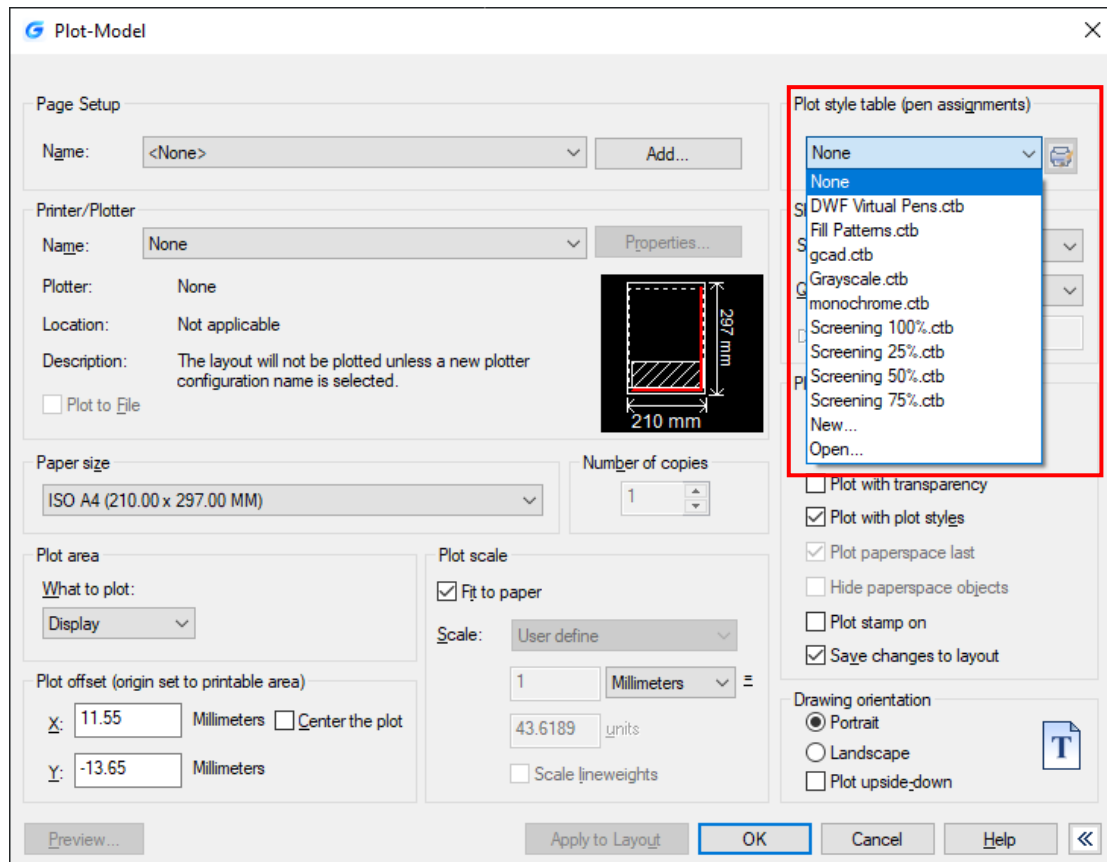 Plot-Model
Page Setup
Name:
<None>
Add...
Printer/Plotter
Name:
None
Properties...
Plotter:
None
Location:
Not applicable
Description:
The layout will not be plotted unless a new plotter
configuration name is selected.
Plot to File
297 mm
210 mm
Paper size
ISO A4 (210.00 x 297.00 MM)
Number of copies
1
Plot area
What to plot:
Display
Plot scale
Fit to paper
Scale:
User define
1
Millimeters
=
43.6189
units
Scale lineweights
Plot offset (origin set to printable area)
X:
11.55
Millimeters
Center the plot
Y:
-13.65
Millimeters
Plot style table (pen assignments)
None
None
DWF Virtual Pens.ctb
Fill Patterns.ctb
gcad.ctb
Grayscale.ctb
monochrome.ctb
Screening 100%.ctb
Screening 25%.ctb
Screening 50%.ctb
Screening 75%.ctb
New...
Open...
Plot with transparency
Plot with plot styles
Plot paperspace last
Hide paperspace objects
Plot stamp on
Save changes to layout
Drawing orientation
Portrait
Landscape
Plot upside-down
T
Preview...
Apply to Layout
OK
Cancel
Help